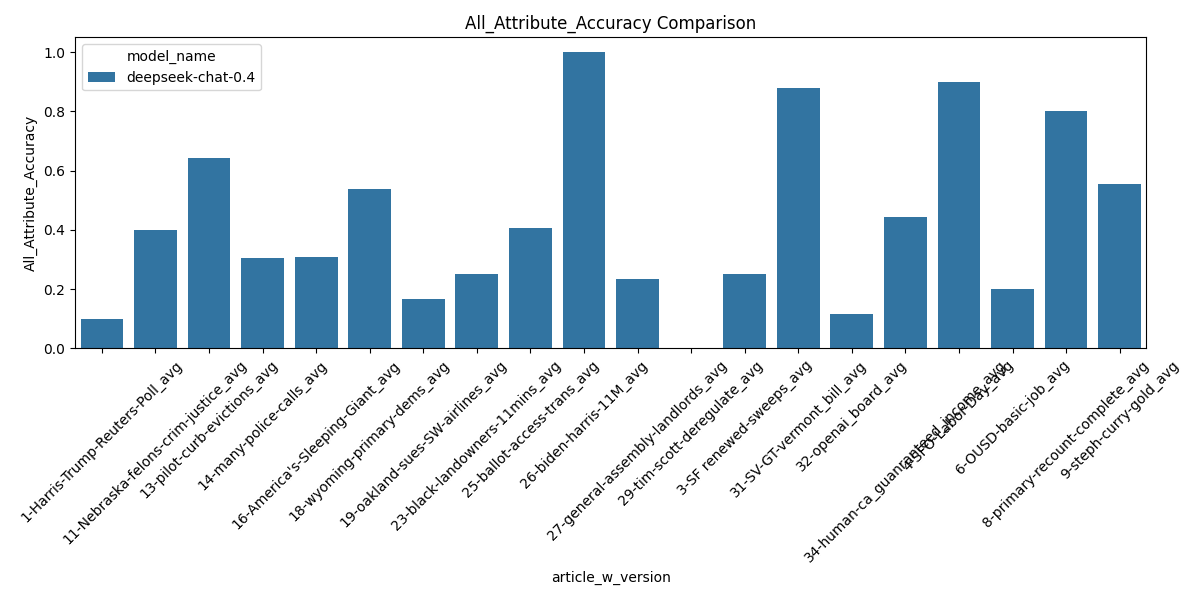 All_Attribute_Accuracy Comparison
model_name
deepseek-chat-0.4
All_Attribute_Accuracy
1.0
0.8
0.6
0.4
0.2
0.0
1-Harris-Trump-Reuters-Poll_avg
11-Nebraska-felons-crim-justice_avg
13-pilot-curb-evictions_avg
14-many-police-calls_avg
16-America's-Sleeping-Giant_avg
18-wyoming-primary-dems_avg
19-oakland-sues-SW-airlines_avg
23-black-landowners-11mins_avg
25-ballot-access-trans_avg
26-biden-harris-11M_avg
27-general-assembly-landlords_avg
29-tim-scott-deregulate_avg
3-SF renewed-sweeps_avg
31-SV-GT-vermont_bill_avg
32-openai_board_avg
34-human-ca_guaranteed_income_avg
4-SFO-Labor-Day_avg
6-OUSD-basic-job_avg
8-primary-recount-complete_avg
9-steph-curry-gold_avg
article_w_version